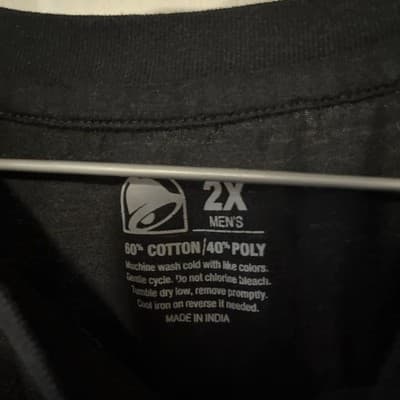 2X
MEN'S
60% COTTON/40% POLY
Machine wash cold with like colors.
Gentle cycle. Do not chlorine bleach.
Tumble dry low, remove promptly.
Cool iron on reverse it needed.
MADE IN INDIA